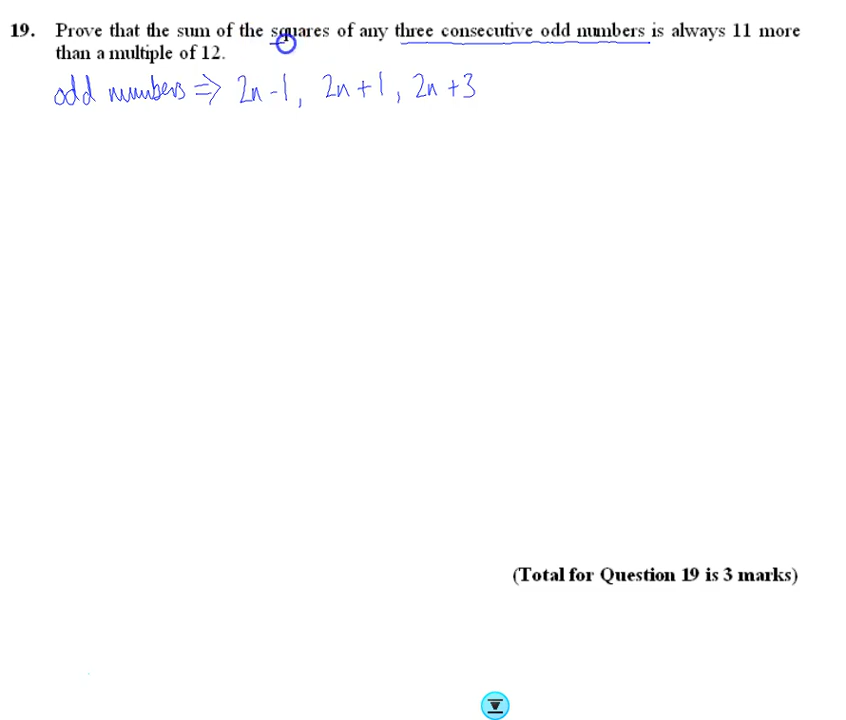 19. Prove that the sum of the squares of any three consecutive odd numbers is always 11 more
than a multiple of 12.
odd numbers ⇒ 2n-1, 2n+1, 2n+3
(Total for Question 19 is 3 marks)